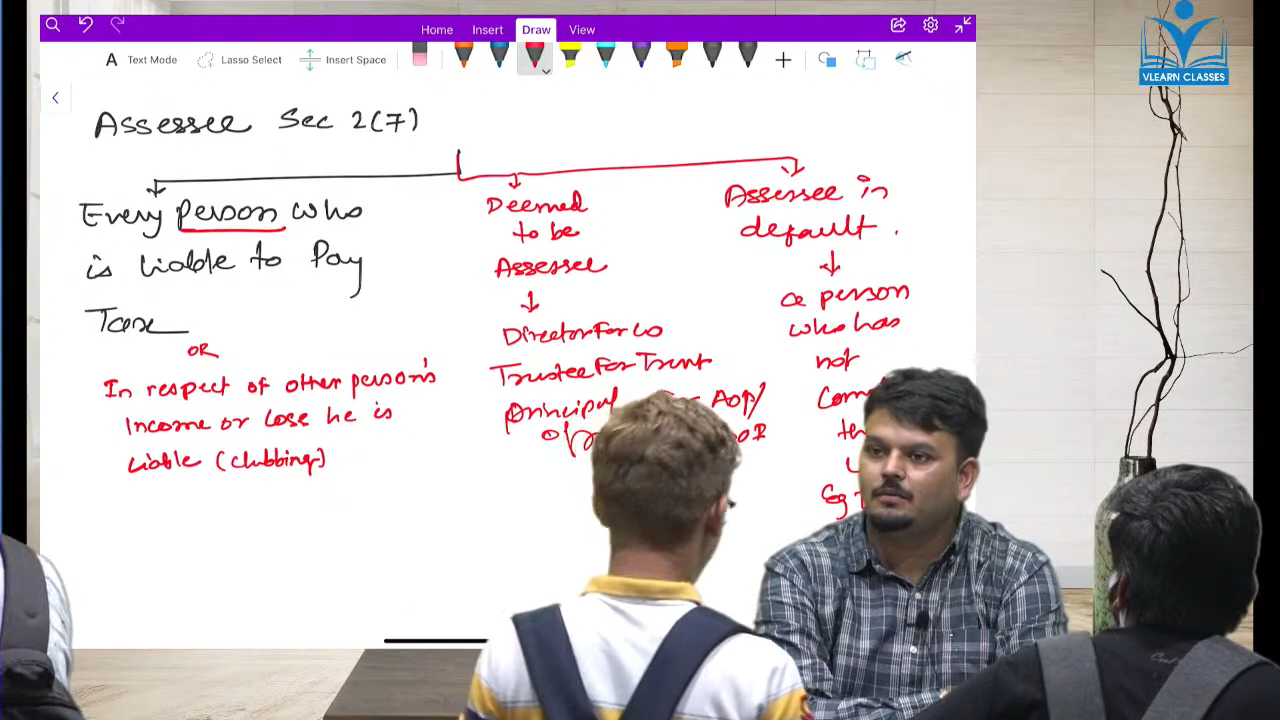 Home Insert Draw View
Text Mode Lasso Select Insert Space
VLEARN CLASSES
Assessee Sec 2(7)
Every person who
is liable to Pay
Tax
OR
In respect of other person's
Income or Lose he is
Liable (clubbing)
Deemed
to be
Assessee
Director For Co
Trustee For Trust
principal AOP/
Assessee in
default.
a person
who has
not
Eg